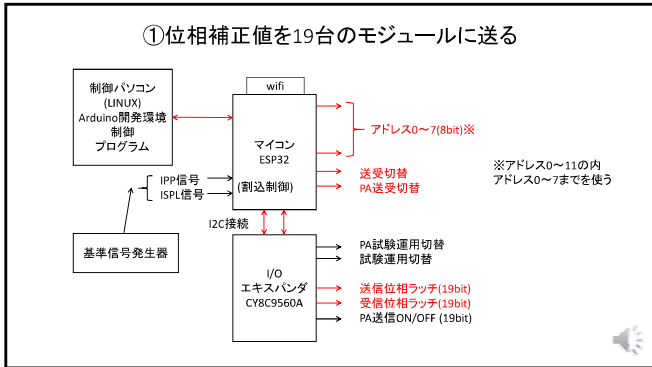 ①位相補正値を19台のモジュールに送る
制御パソコン
(LINUX)
Arduino開発環境
制御
プログラム
wifi
マイコン
ESP32
(割込制御)
アドレス0～7(8bit)※
送受切替
PA送受切替
※アドレス0～11の内
アドレス0～7までを使う
IPP信号
ISPL信号
基準信号発生器
I2C接続
I/O
エキスパンダ
CY8C9560A
PA試験運用切替
試験運用切替
送信位相ラッチ(19bit)
受信位相ラッチ(19bit)
PA送信ON/OFF (19bit)